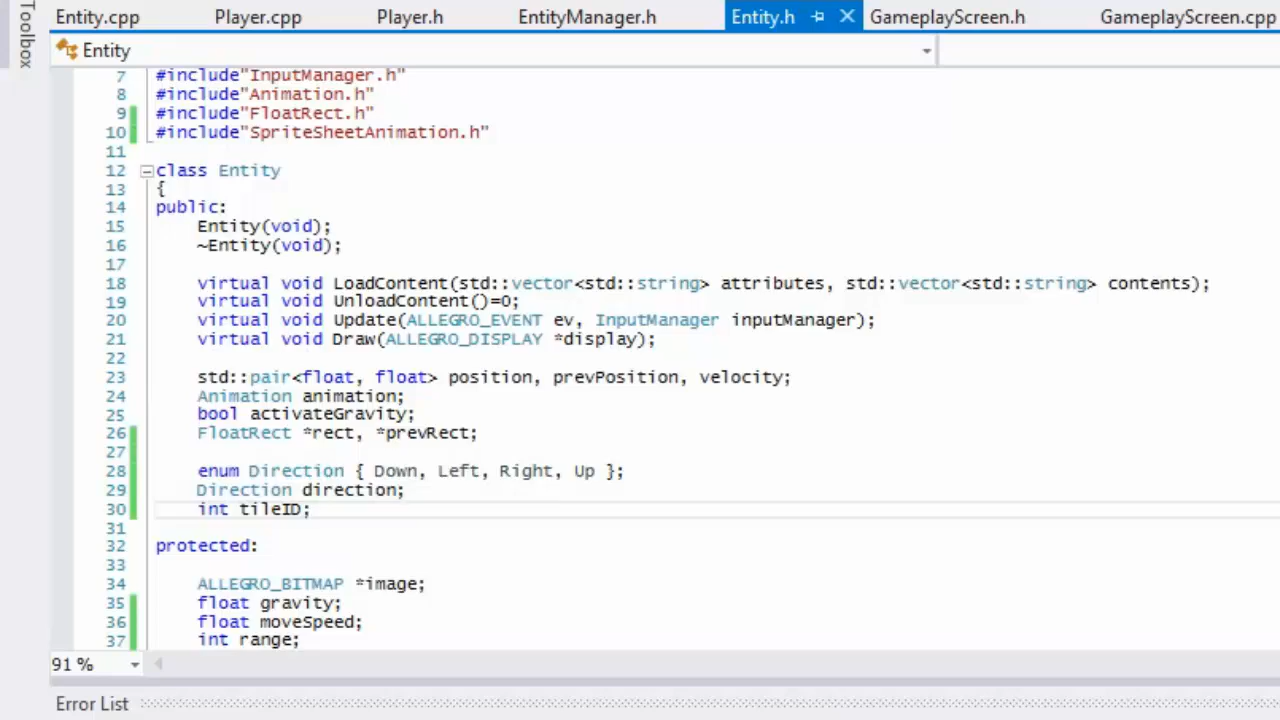 Toolbox
Entity.cpp Player.cpp Player.h EntityManager.h Entity.h GameplayScreen.h GameplayScreen.cpp
Entity
7 #include"InputManager.h"
8 #include"Animation.h"
9 #include"FloatRect.h"
10 #include"SpriteSheetAnimation.h"
11
12 class Entity
13 {
14 public:
15 Entity(void);
16 ~Entity(void);
17
18 virtual void LoadContent(std::vector<std::string> attributes, std::vector<std::string> contents);
19 virtual void UnloadContent()=0;
20 virtual void Update(ALLEGRO_EVENT ev, InputManager inputManager);
21 virtual void Draw(ALLEGRO_DISPLAY *display);
22
23 std::pair<float, float> position, prevPosition, velocity;
24 Animation animation;
25 bool activateGravity;
26 FloatRect *rect, *prevRect;
27
28 enum Direction { Down, Left, Right, Up };
29 Direction direction;
30 int tileID;
31
32 protected:
33
34 ALLEGRO_BITMAP *image;
35 float gravity;
36 float moveSpeed;
37 int range;
91 %
Error List